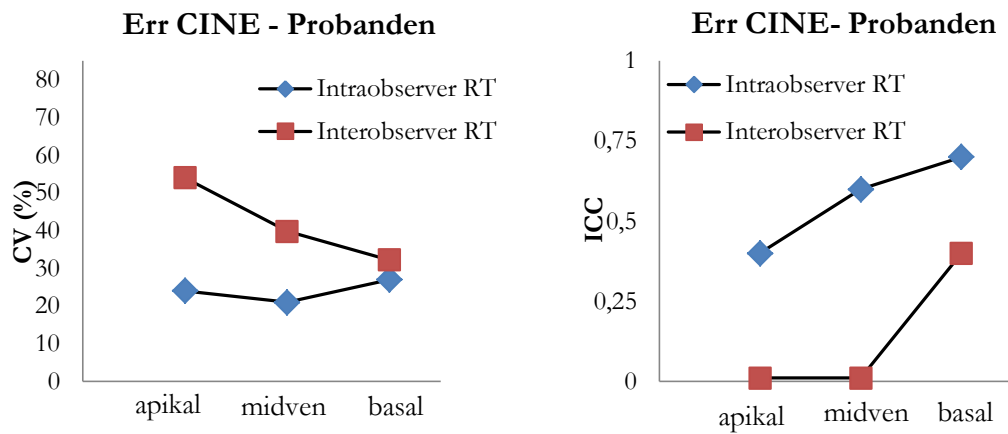 Err CINE - Probanden
CV (%)
80
70
60
50
40
30
20
10
0
Intraobserver RT
Interobserver RT
apikal midven basal
Err CINE- Probanden
ICC
1
0,75
0,5
0,25
0
Intraobserver RT
Interobserver RT
apikal midven basal